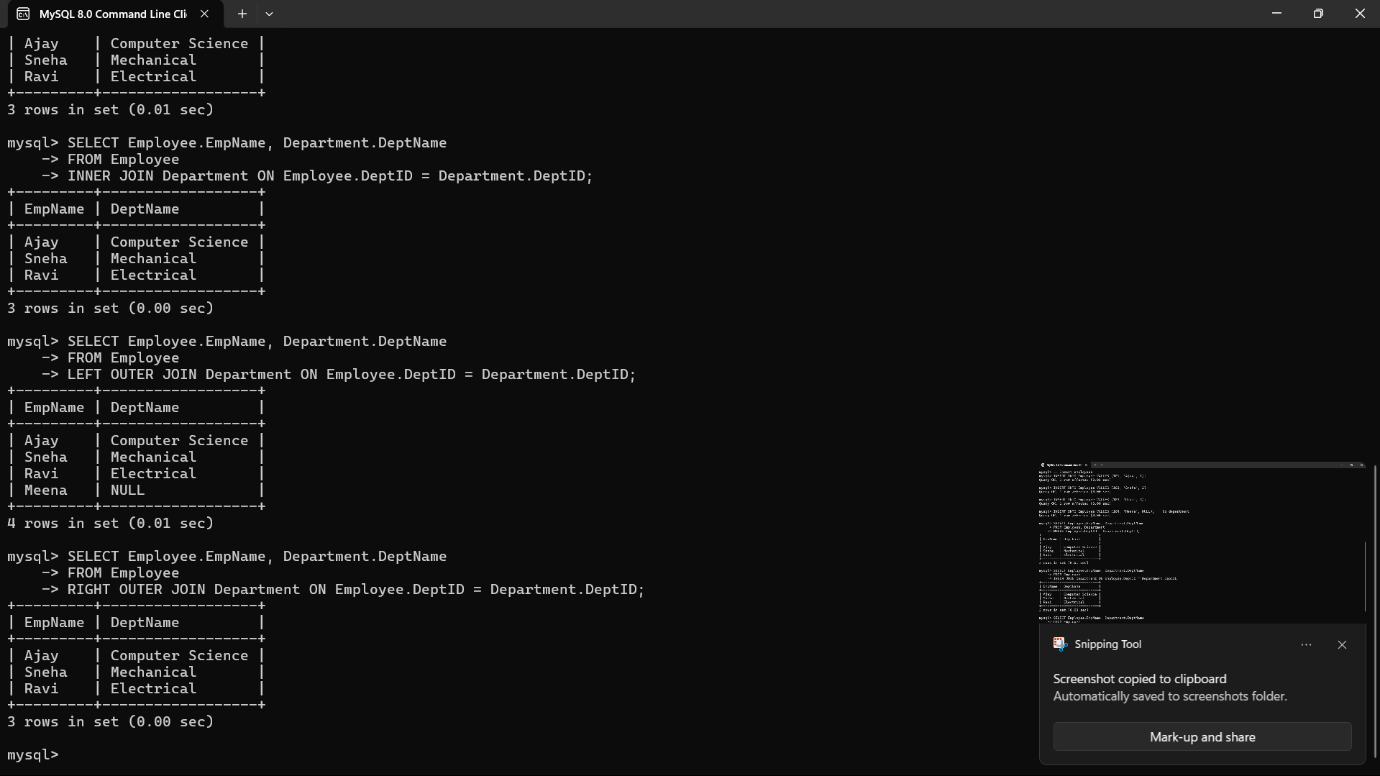 MySQL 8.0 Command Line Cli
| Ajay    | Computer Science |
| Sneha   | Mechanical       |
| Ravi    | Electrical       |
+---------+------------------+
3 rows in set (0.01 sec)
mysql> SELECT Employee.EmpName, Department.DeptName
    -> FROM Employee
    -> INNER JOIN Department ON Employee.DeptID = Department.DeptID;
+---------+------------------+
| EmpName | DeptName         |
+---------+------------------+
| Ajay    | Computer Science |
| Sneha   | Mechanical       |
| Ravi    | Electrical       |
+---------+------------------+
3 rows in set (0.00 sec)
mysql> SELECT Employee.EmpName, Department.DeptName
    -> FROM Employee
    -> LEFT OUTER JOIN Department ON Employee.DeptID = Department.DeptID;
+---------+------------------+
| EmpName | DeptName         |
+---------+------------------+
| Ajay    | Computer Science |
| Sneha   | Mechanical       |
| Ravi    | Electrical       |
| Meena   | NULL             |
+---------+------------------+
4 rows in set (0.01 sec)
mysql> SELECT Employee.EmpName, Department.DeptName
    -> FROM Employee
    -> RIGHT OUTER JOIN Department ON Employee.DeptID = Department.DeptID;
+---------+------------------+
| EmpName | DeptName         |
+---------+------------------+
| Ajay    | Computer Science |
| Sneha   | Mechanical       |
| Ravi    | Electrical       |
+---------+------------------+
3 rows in set (0.00 sec)
mysql>
Snipping Tool
Screenshot copied to clipboard
Automatically saved to screenshots folder.
Mark-up and share